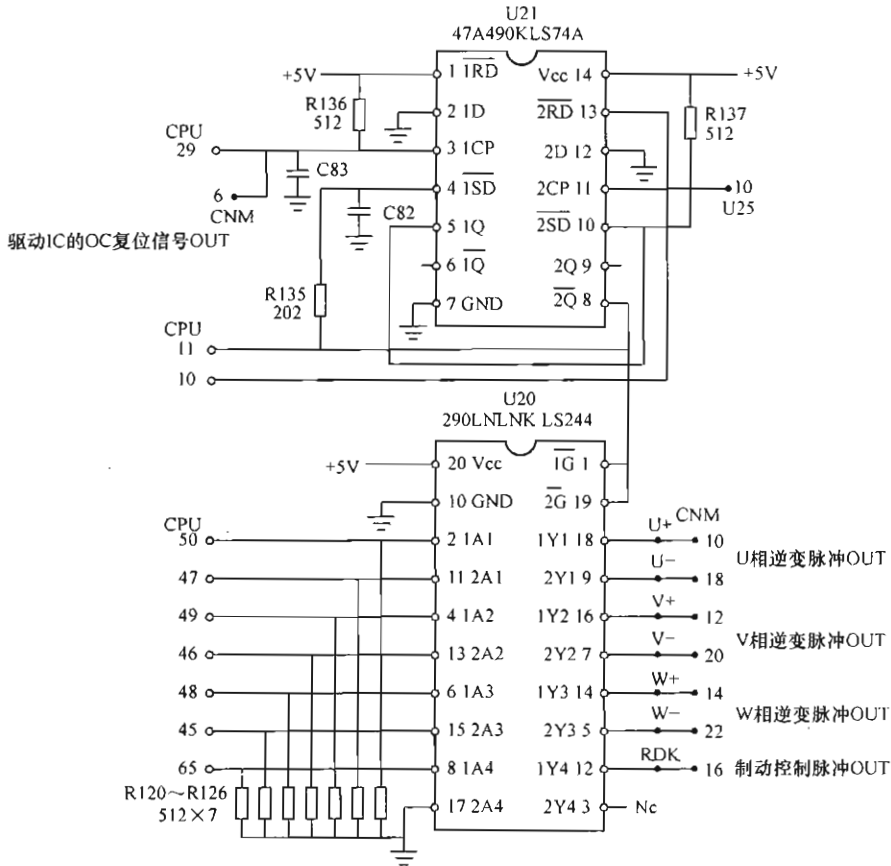 U21
47A490KLS74A
+5V
1 1RD
Vcc 14
+5V
R136
512
2 1D
2RD 13
R137
512
CPU
29
3 1CP
2D 12
C83
6
CNM
4 1SD
2CP 11
10
U25
C82
驱动IC的OC复位信号OUT
5 1Q
2SD 10
6 1Q
2Q 9
R135
202
7 GND
2Q 8
CPU
11
10
U20
290LNLNK LS244
+5V
20 Vcc
1G 1
10 GND
2G 19
CPU
50
2 1A1
1Y1 18
U+
CNM
10
U相逆变脉冲OUT
47
11 2A1
2Y1 9
U-
18
49
4 1A2
1Y2 16
V+
12
V相逆变脉冲OUT
46
13 2A2
2Y2 7
V-
20
48
6 1A3
1Y3 14
W+
14
W相逆变脉冲OUT
45
15 2A3
2Y3 5
W-
22
65
8 1A4
1Y4 12
RDK
16
制动控制脉冲OUT
R120～R126
512×7
17 2A4
2Y4 3
Nc